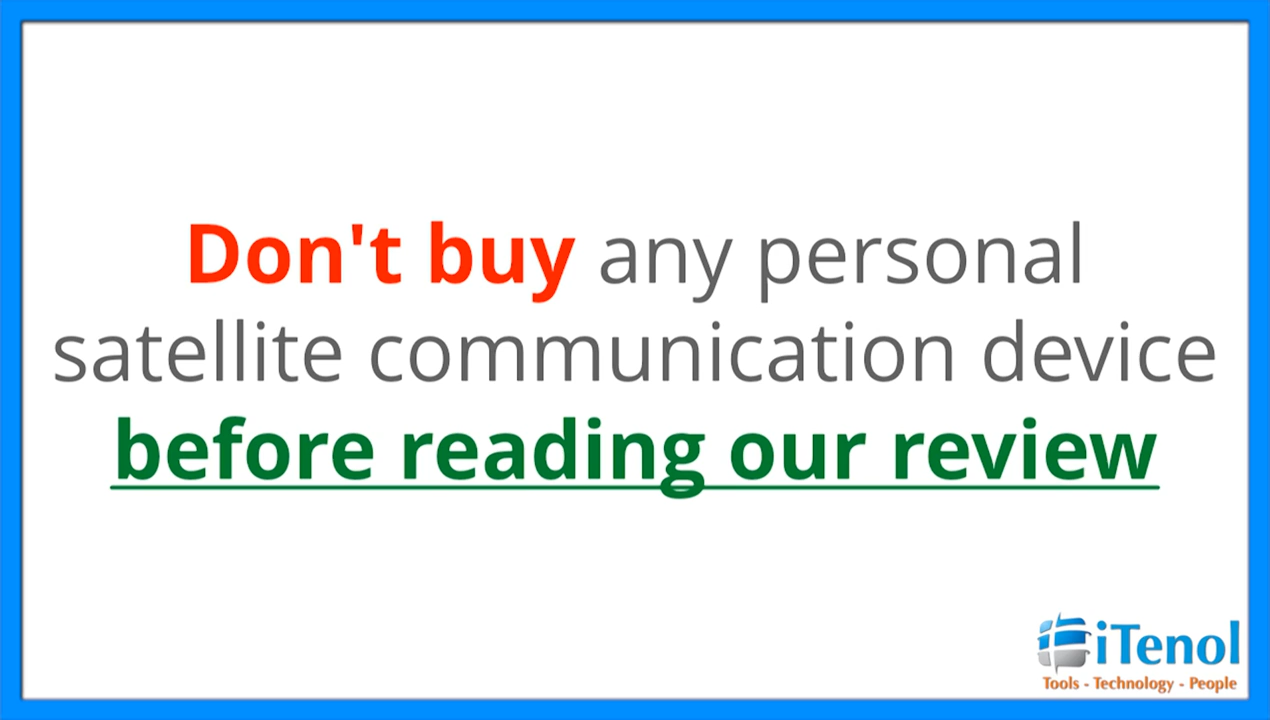 Don't buy any personal
satellite communication device
before reading our review
iTenol
Tools - Technology - People